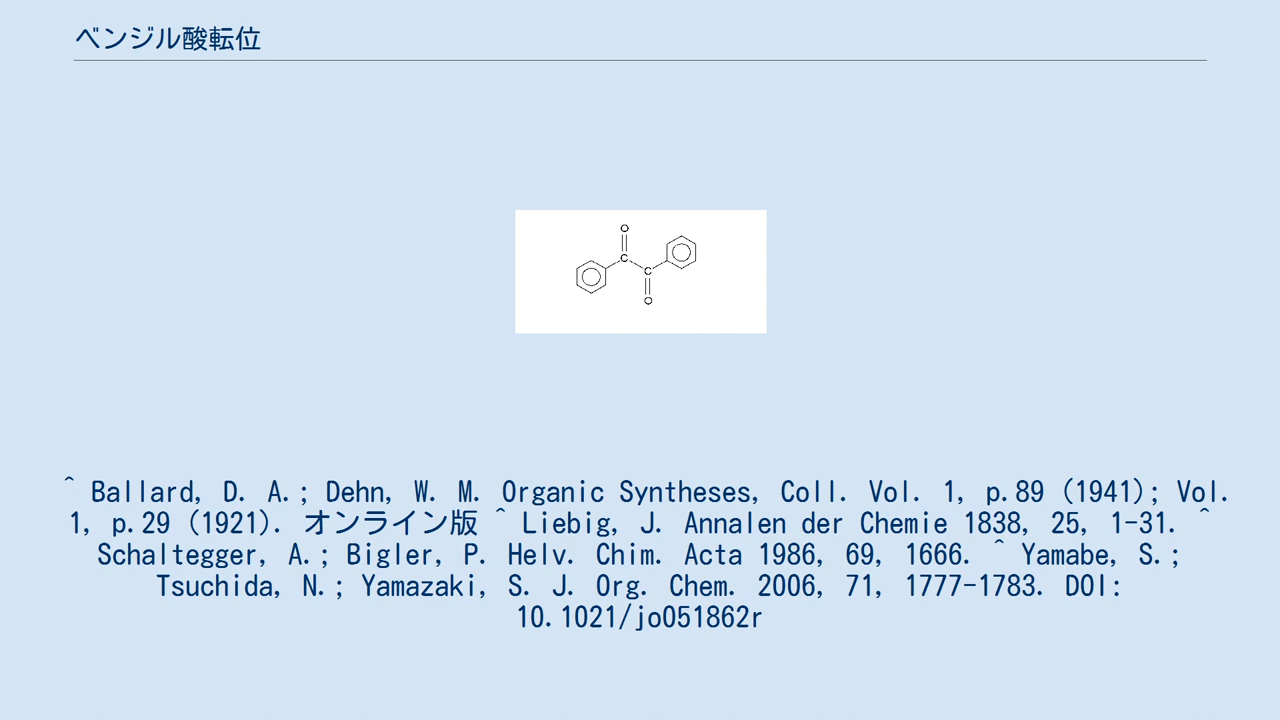 ベンジル酸転位
O
C
C
O
^ Ballard, D. A.; Dehn, W. M. Organic Syntheses, Coll. Vol. 1, p.89 (1941); Vol.
1, p.29 (1921). オンライン版 ^ Liebig, J. Annalen der Chemie 1838, 25, 1-31. ^
Schaltegger, A.; Bigler, P. Helv. Chim. Acta 1986, 69, 1666. ^ Yamabe, S.;
Tsuchida, N.; Yamazaki, S. J. Org. Chem. 2006, 71, 1777-1783. DOI:
10.1021/jo051862r